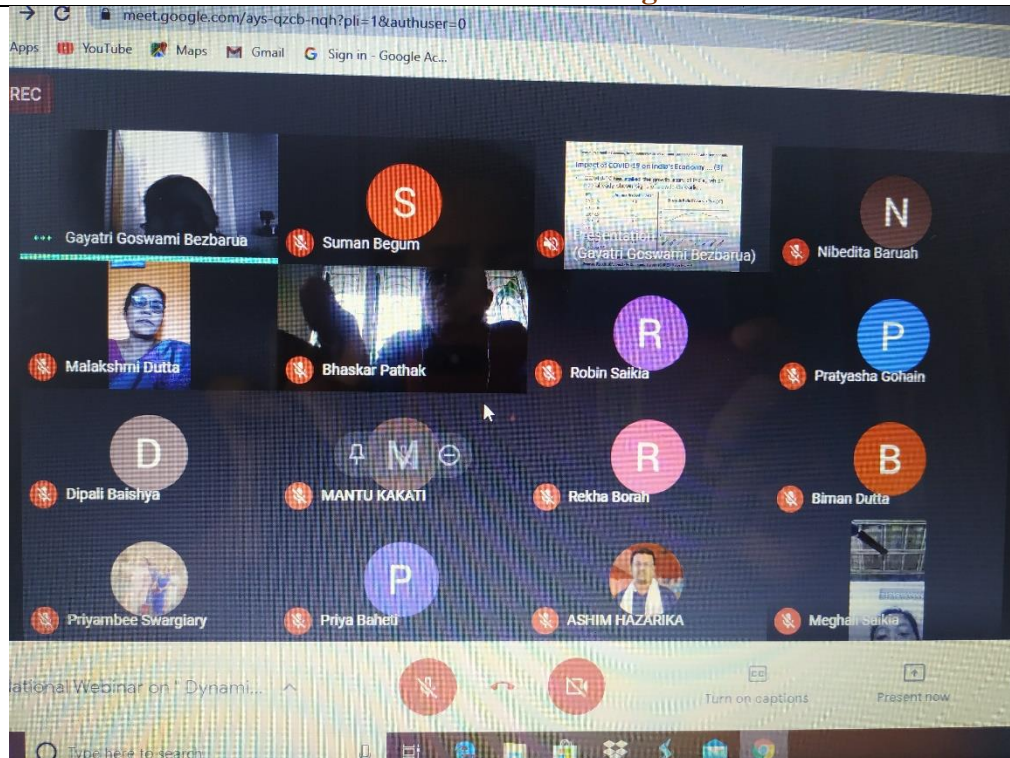 meet.google.com/ays-qzcb-nqh?pli=1&authuser=0
Apps YouTube Maps Gmail G Sign in - Google Ac...
REC
Impact of COVID-19 on India's Economy ... (3)
Gayatri Goswami Bezbarua
S
Suman Begum
Presentation
(Gayatri Goswami Bezbarua)
N
Nibedita Baruah
Malakshmi Dutta
Bhaskar Pathak
R
Robin Saikia
P
Pratyasha Gohain
D
Dipali Baishya
M
MANTU KAKATI
R
Rekha Borah
B
Biman Dutta
Priyambee Swargiary
P
Priya Baheti
ASHIM HAZARIKA
Meghali Saikia
ational Webinar on " Dynami...
cc
Turn on captions
Present now
Type here to search